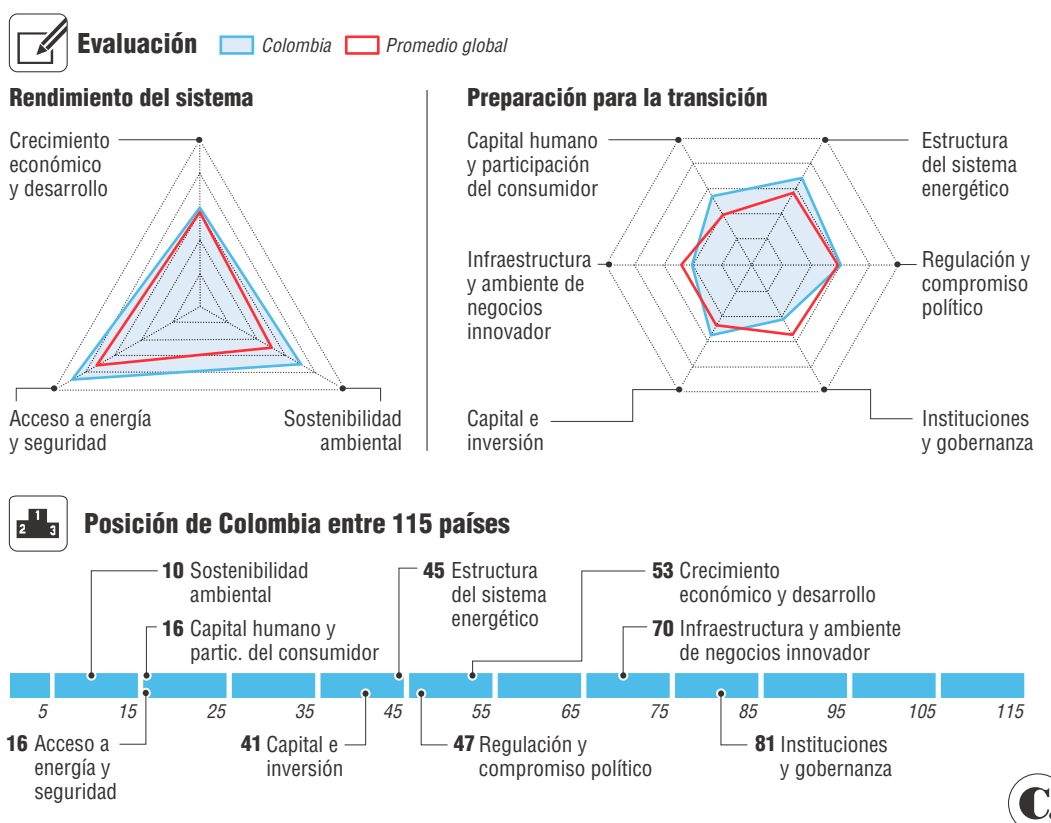 Evaluación
Colombia
Promedio global
Rendimiento del sistema
Crecimiento
económico
y desarrollo
Acceso a energía
y seguridad
Sostenibilidad
ambiental
Preparación para la transición
Capital humano
y participación
del consumidor
Estructura
del sistema
energético
Infraestructura
y ambiente de
negocios
innovador
Regulación y
compromiso
político
Capital e
inversión
Instituciones
y gobernanza
1
2 3
Posición de Colombia entre 115 países
10 Sostenibilidad
ambiental
16 Capital humano y
partic. del consumidor
45 Estructura
del sistema
energético
53 Crecimiento
económico y desarrollo
70 Infraestructura y ambiente
de negocios innovador
5 15 25 35 45 55 65 75 85 95 105 115
16 Acceso a
energía y
seguridad
41 Capital e
inversión
47 Regulación y
compromiso político
81 Instituciones
y gobernanza
C.